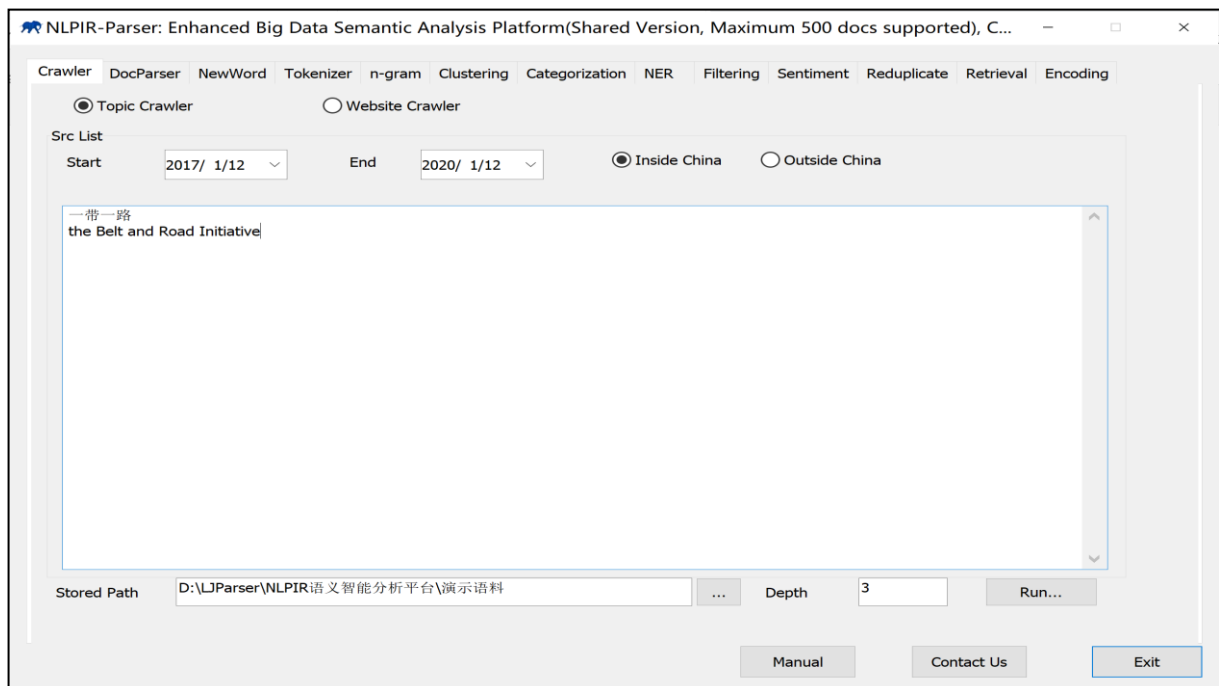 NLPIR-Parser: Enhanced Big Data Semantic Analysis Platform(Shared Version, Maximum 500 docs supported), C...
Crawler DocParser NewWord Tokenizer n-gram Clustering Categorization NER Filtering Sentiment Reduplicate Retrieval Encoding
Topic Crawler Website Crawler
Src List
Start 2017/ 1/12 End 2020/ 1/12 Inside China Outside China
一带一路
the Belt and Road Initiative
Stored Path D:\LJParser\NLPIR语义智能分析平台\演示语料 ... Depth 3 Run...
Manual Contact Us Exit